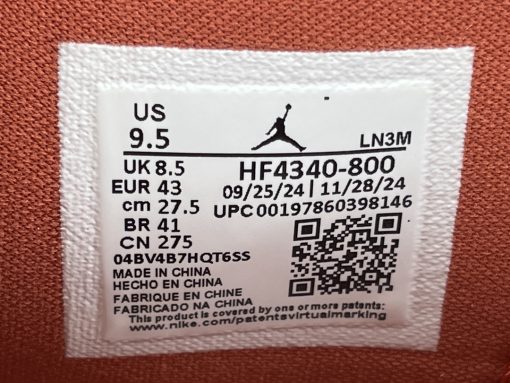 US
9.5
LN3M
UK 8.5
HF4340-800
EUR 43
09/25/24 | 11/28/24
cm 27.5
UPC 00197860398146
BR 41
CN 275
04BV4B7HQT6SS
MADE IN CHINA
HECHO EN CHINA
FABRIQUE EN CHINE
FABRICADO NA CHINA
This product is covered by one or more patents:
www.nike.com/patentsvirtualmarking